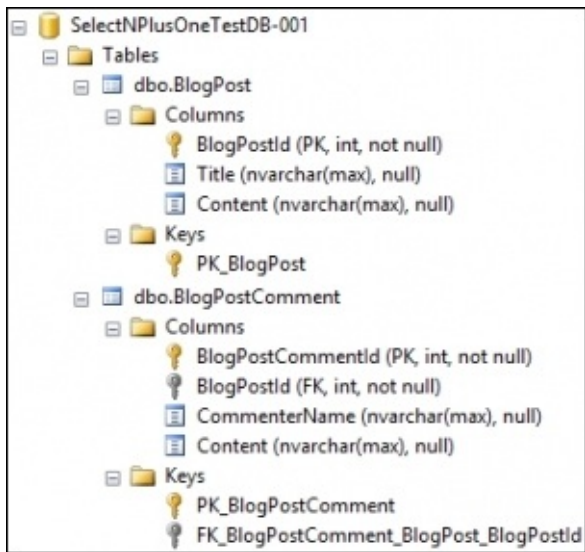 SelectNPlusOneTestDB-001
Tables
dbo.BlogPost
Columns
BlogPostId (PK, int, not null)
Title (nvarchar(max), null)
Content (nvarchar(max), null)
Keys
PK_BlogPost
dbo.BlogPostComment
Columns
BlogPostCommentId (PK, int, not null)
BlogPostId (FK, int, not null)
CommenterName (nvarchar(max), null)
Content (nvarchar(max), null)
Keys
PK_BlogPostComment
FK_BlogPostComment_BlogPost_BlogPostId